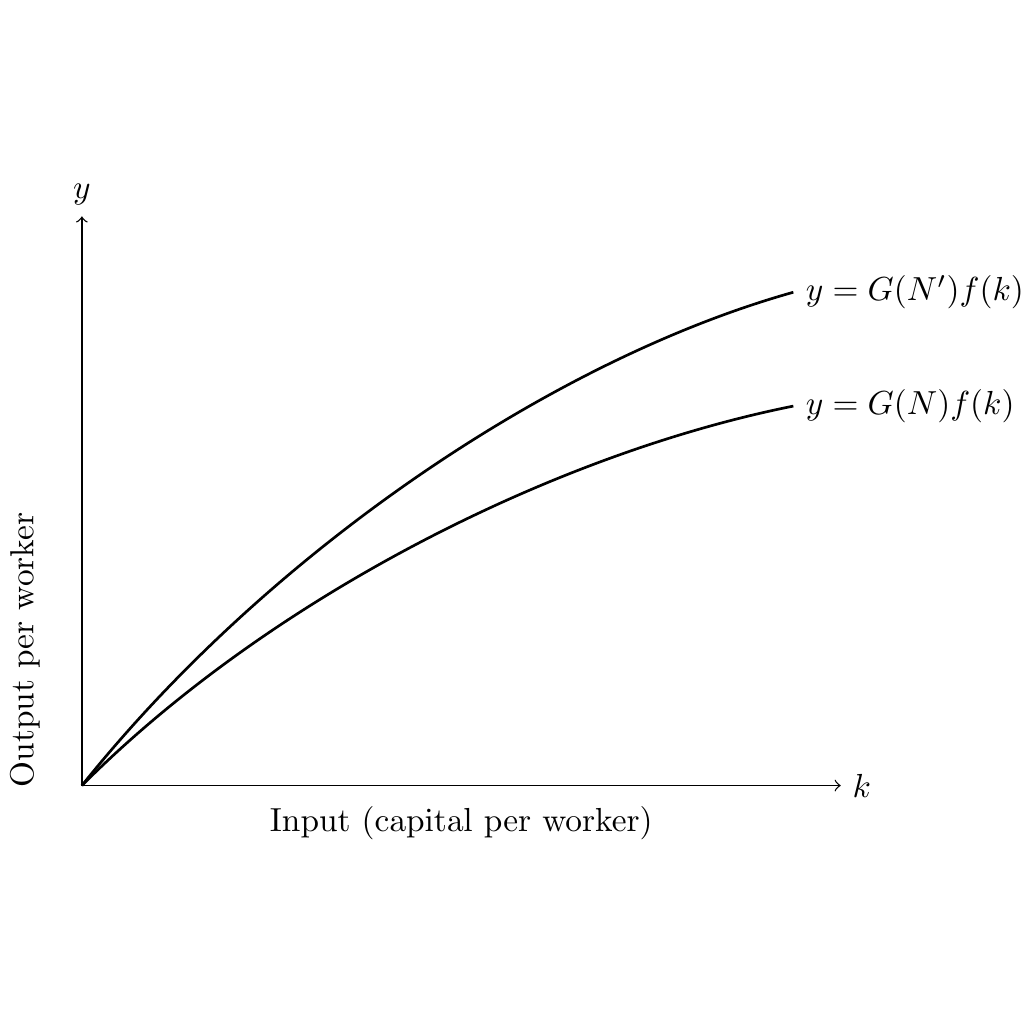 y
y = G(N′)f(k)
y = G(N)f(k)
Output per worker
k
Input (capital per worker)